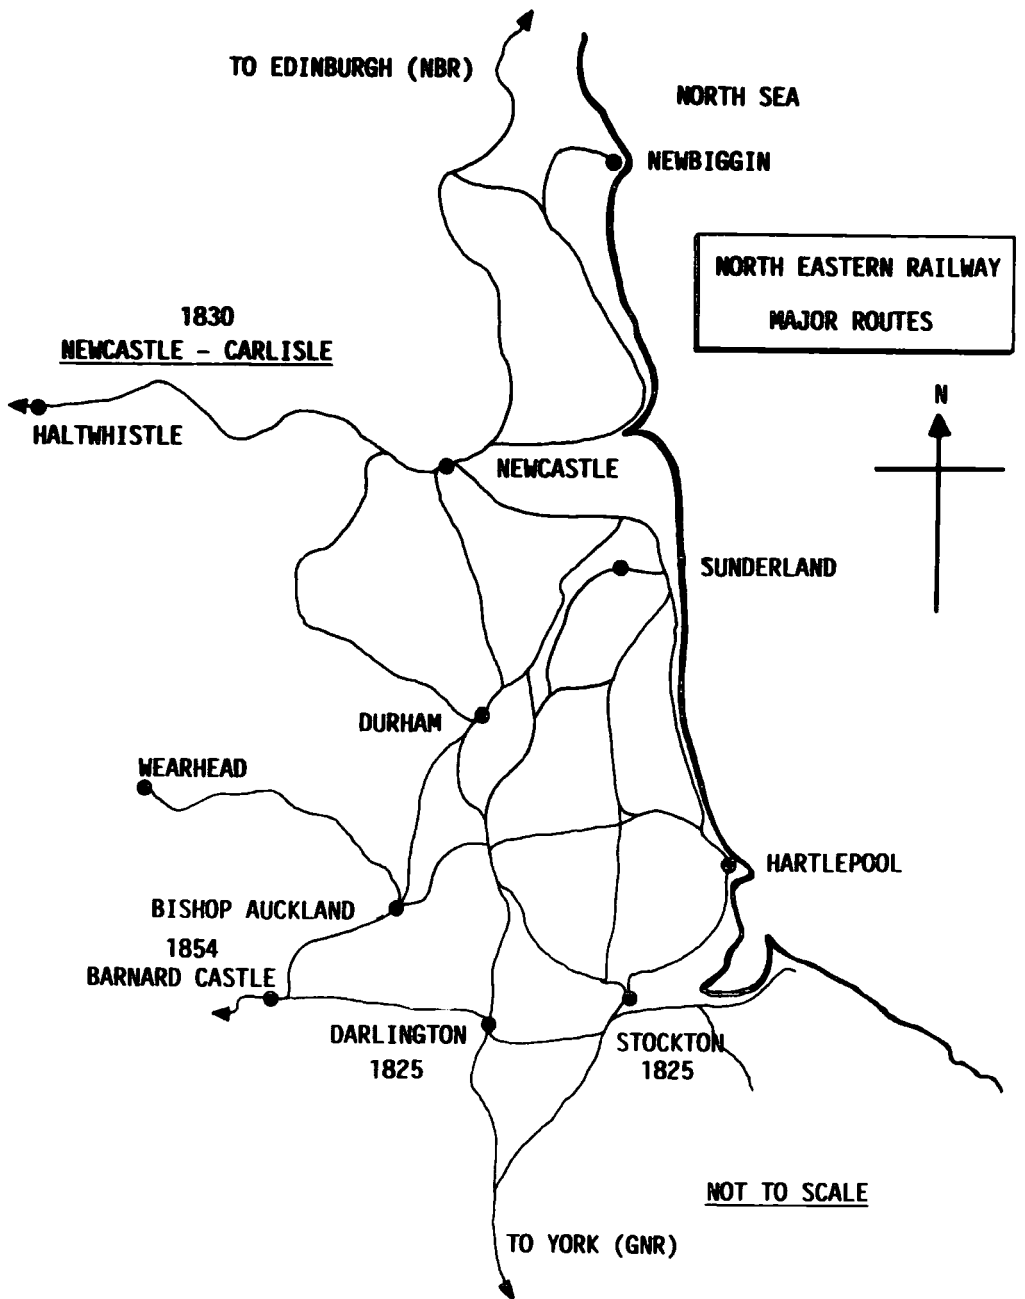 TO EDINBURGH (NBR)
NORTH SEA
NEWBIGGIN
NORTH EASTERN RAILWAY
MAJOR ROUTES
1830
NEWCASTLE - CARLISLE
N
HALTWHISTLE
NEWCASTLE
SUNDERLAND
DURHAM
WEARHEAD
HARTLEPOOL
BISHOP AUCKLAND
1854
BARNARD CASTLE
DARLINGTON
1825
STOCKTON
1825
NOT TO SCALE
TO YORK (GNR)